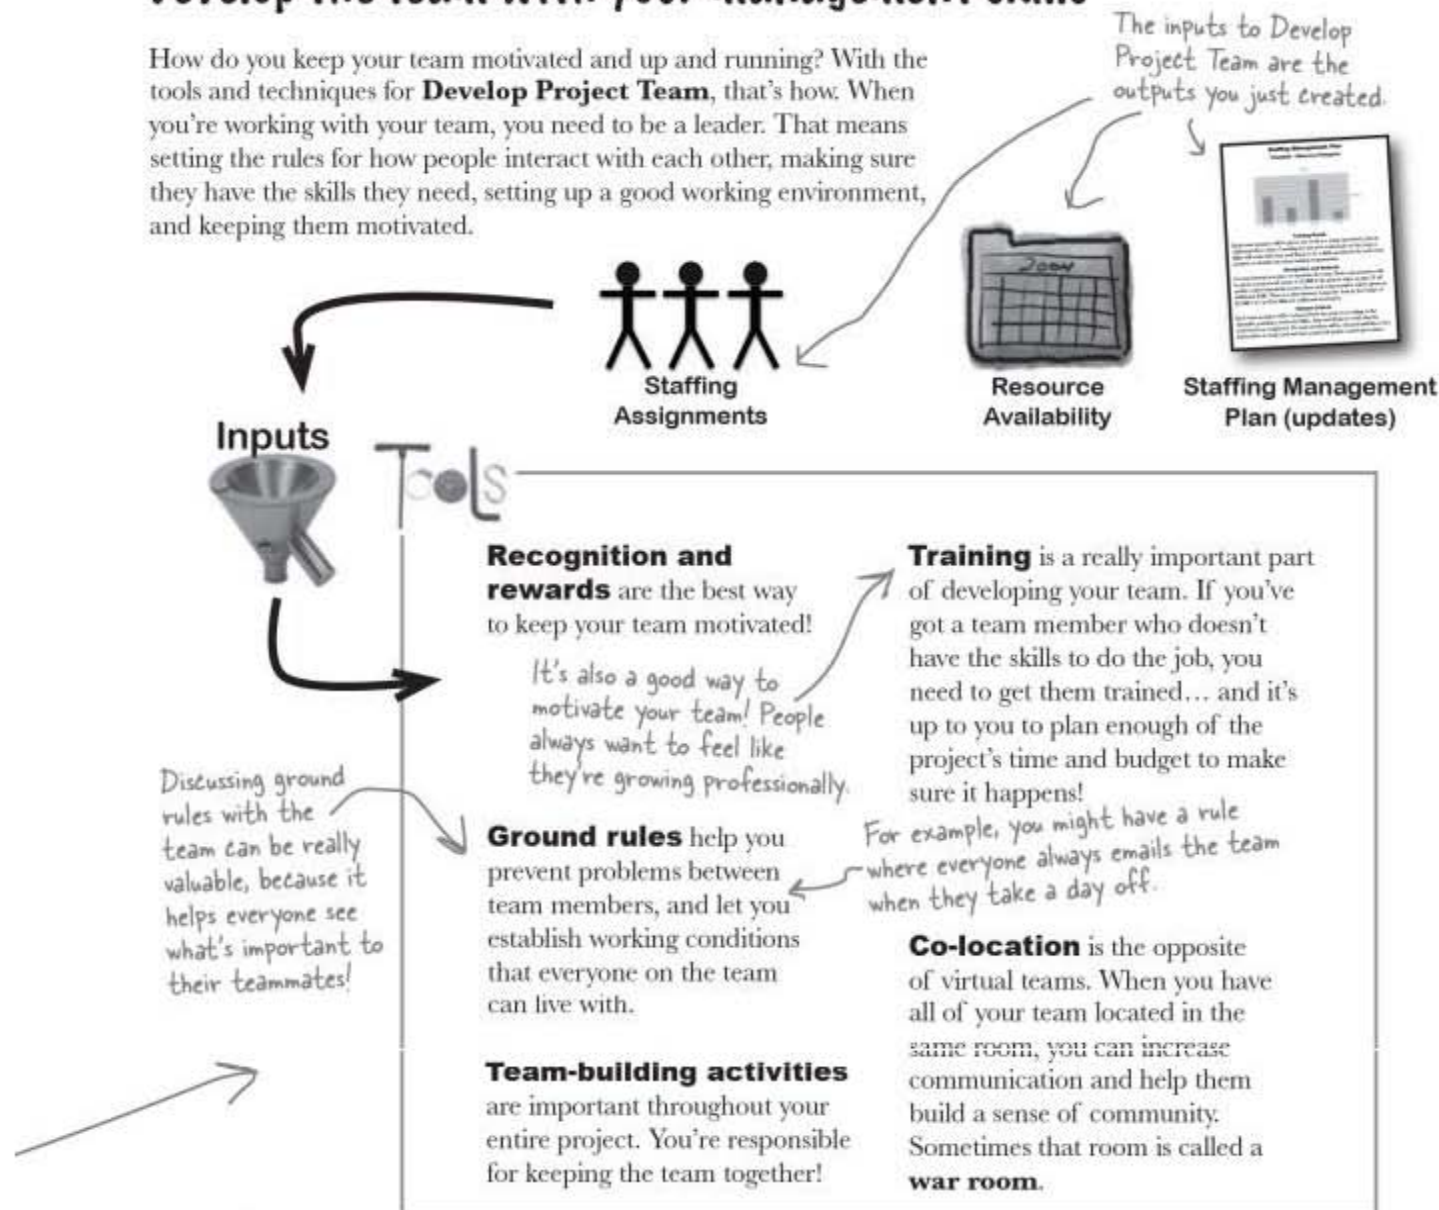 Develop the team with your management skills
How do you keep your team motivated and up and running? With the
tools and techniques for Develop Project Team, that's how. When
you're working with your team, you need to be a leader. That means
setting the rules for how people interact with each other, making sure
they have the skills they need, setting up a good working environment,
and keeping them motivated.
The inputs to Develop
Project Team are the
outputs you just created.
2004
Staffing
Assignments
Resource
Availability
Staffing Management
Plan (updates)
Inputs
Tools
Recognition and
rewards are the best way
to keep your team motivated!
It's also a good way to
motivate your team! People
always want to feel like
they're growing professionally.
Training is a really important part
of developing your team. If you've
got a team member who doesn't
have the skills to do the job, you
need to get them trained... and it's
up to you to plan enough of the
project's time and budget to make
sure it happens!
Discussing ground
rules with the
team can be really
valuable, because it
helps everyone see
what's important to
their teammates!
Ground rules help you
prevent problems between
team members, and let you
establish working conditions
that everyone on the team
can live with.
For example, you might have a rule
where everyone always emails the team
when they take a day off.
Co-location is the opposite
of virtual teams. When you have
all of your team located in the
same room, you can increase
communication and help them
build a sense of community.
Sometimes that room is called a
war room.
Team-building activities
are important throughout your
entire project. You're responsible
for keeping the team together!